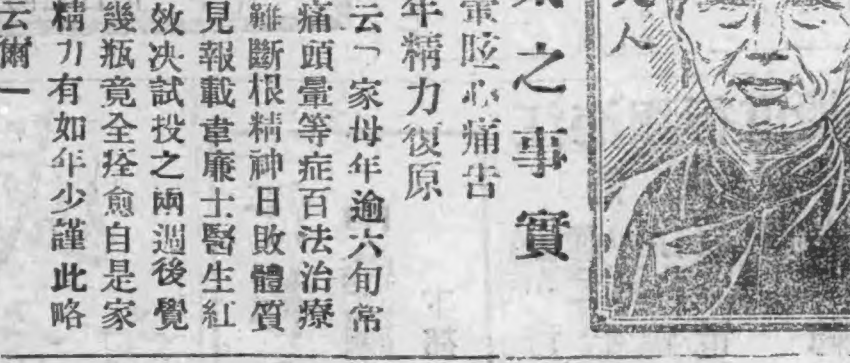 人
之事實
眩心痛告
年精力復原
云「家母年逾六旬常
痛頭暈等症百法治療
難斷根精神日敗體質
見報載韋廉士醫生紅
效决試投之兩週後覺
幾瓶竟全痊愈自是家
精力有如年少謹此略
云爾」